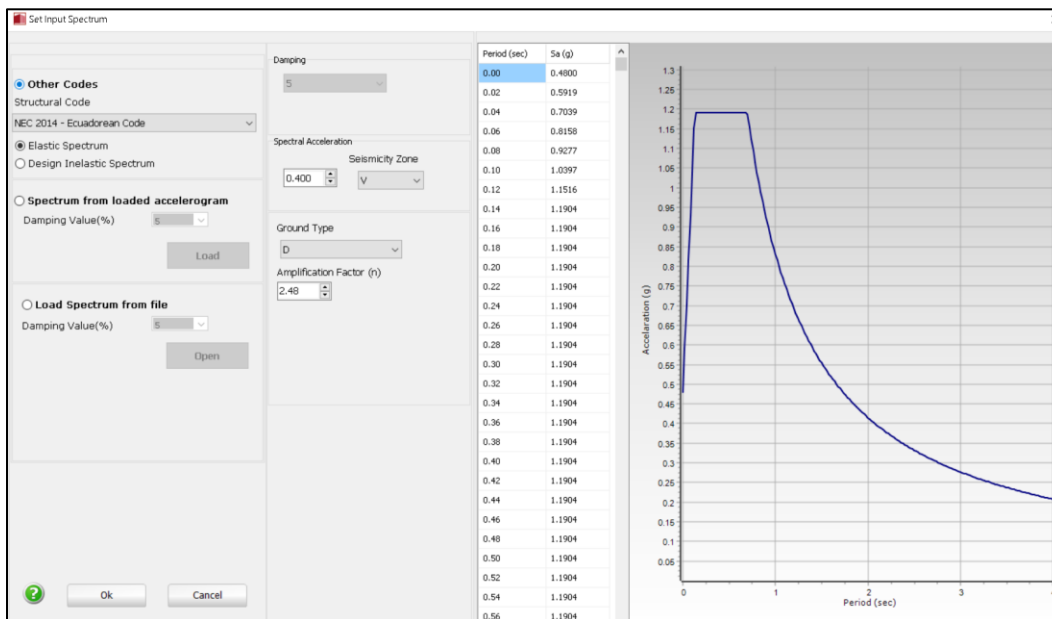 Set Input Spectrum
Other Codes
Structural Code
NEC 2014 - Ecuadorean Code
Elastic Spectrum
Design Inelastic Spectrum
Spectrum from loaded accelerogram
Damping Value(%)
5
Load
Load Spectrum from file
Damping Value(%)
5
Open
?
Ok
Cancel
Damping
5
Spectral Acceleration
Seismicity Zone
0.400
V
Ground Type
D
Amplification Factor (n)
2.48
Period (sec) Sa (g)
0.00 0.4800
0.02 0.5919
0.04 0.7039
0.06 0.8158
0.08 0.9277
0.10 1.0397
0.12 1.1516
0.14 1.1904
0.16 1.1904
0.18 1.1904
0.20 1.1904
0.22 1.1904
0.24 1.1904
0.26 1.1904
0.28 1.1904
0.30 1.1904
0.32 1.1904
0.34 1.1904
0.36 1.1904
0.38 1.1904
0.40 1.1904
0.42 1.1904
0.44 1.1904
0.46 1.1904
0.48 1.1904
0.50 1.1904
0.52 1.1904
0.54 1.1904
0.56 1.1904
Accelaration (g)
1.3
1.25
1.2
1.15
1.1
1.05
1
0.95
0.9
0.85
0.8
0.75
0.7
0.65
0.6
0.55
0.5
0.45
0.4
0.35
0.3
0.25
0.2
0.15
0.1
0.05
0 1 2 3
Period (sec)